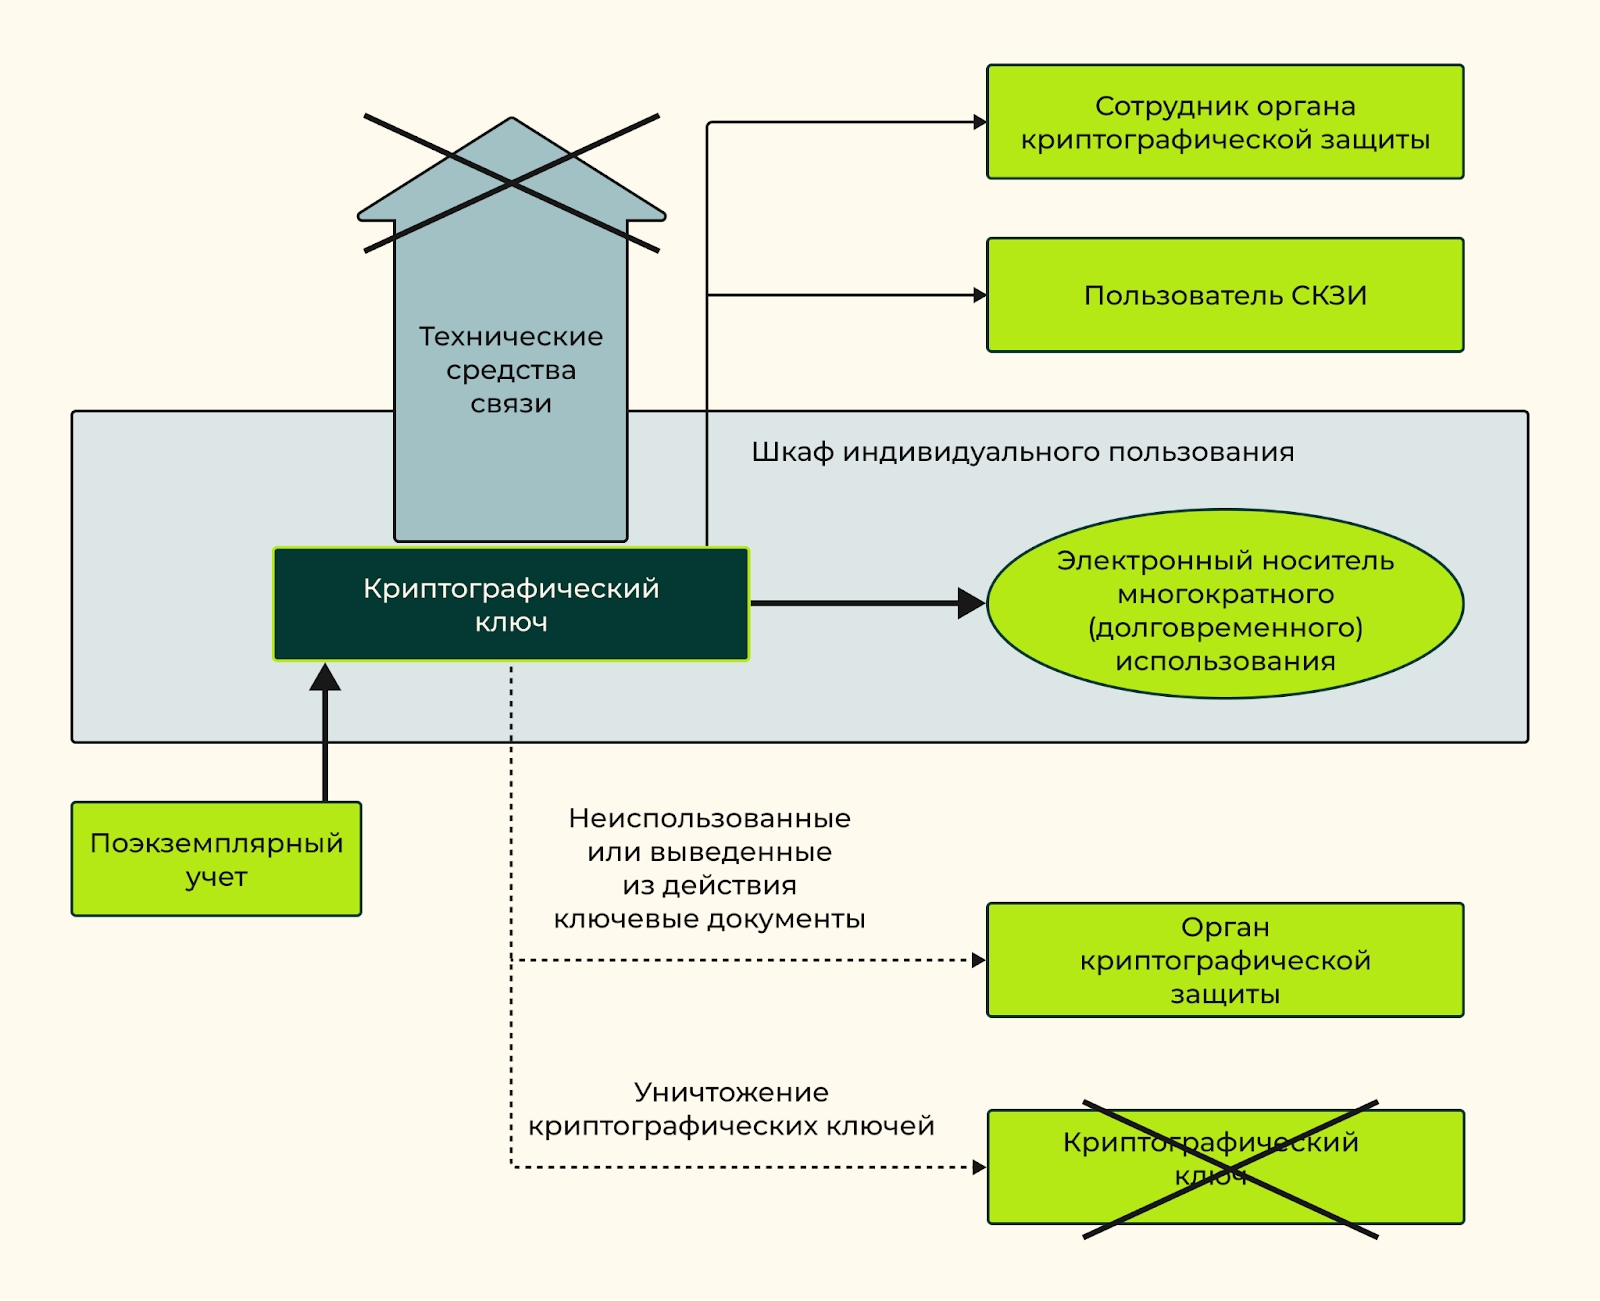 Сотрудник органа
криптографической защиты
Пользователь СКЗИ
Технические
средства
связи
Шкаф индивидуального пользования
Криптографический
ключ
Электронный носитель
многократного
(долговременного)
использования
Поэкземплярный
учет
Неиспользованные
или выведенные
из действия
ключевые документы
Орган
криптографической
защиты
Уничтожение
криптографических ключей
Криптографический
ключ